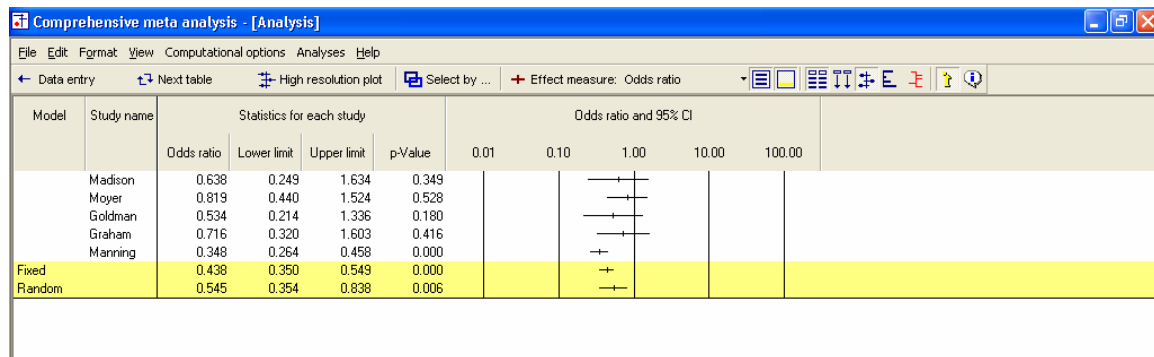 Comprehensive meta analysis - [Analysis]
File Edit Format View Computational options Analyses Help
← Data entry Next table High resolution plot Select by ... Effect measure: Odds ratio
Model Study name Statistics for each study Odds ratio and 95% CI
Odds ratio Lower limit Upper limit p-Value 0.01 0.10 1.00 10.00 100.00
Madison 0.638 0.249 1.634 0.349
Moyer 0.819 0.440 1.524 0.528
Goldman 0.534 0.214 1.336 0.180
Graham 0.716 0.320 1.603 0.416
Manning 0.348 0.264 0.458 0.000
Fixed 0.438 0.350 0.549 0.000
Random 0.545 0.354 0.838 0.006